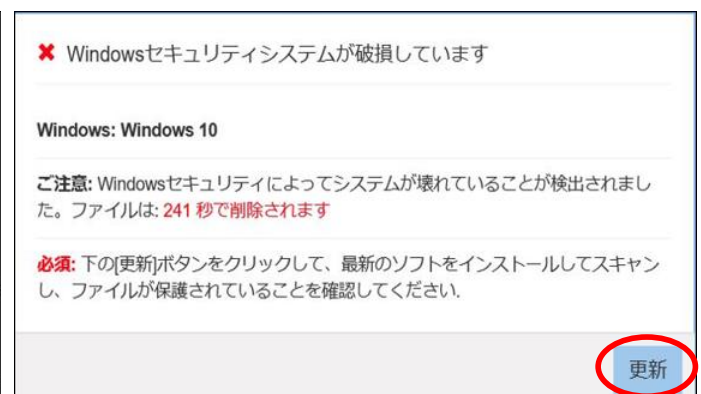 ✖ Windowsセキュリティシステムが破損しています
Windows: Windows 10
ご注意: Windowsセキュリティによってシステムが壊れていることが検出されまし
た。ファイルは: 241 秒で削除されます
必須: 下の[更新]ボタンをクリックして、最新のソフトをインストールしてスキャン
し、ファイルが保護されていることを確認してください.
更新